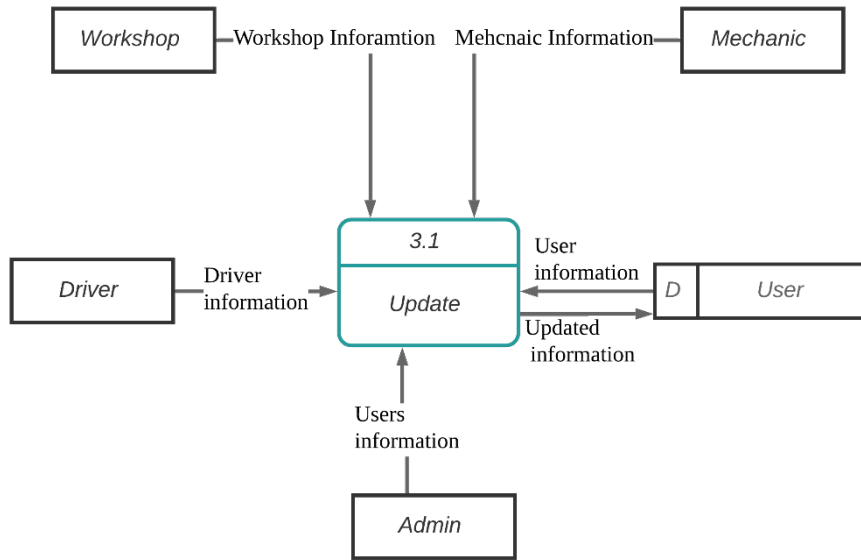 Workshop
Workshop Inforamtion
Mehcnaic Information
Mechanic
3.1
Update
Driver
Driver
information
User
information
D
User
Updated
information
Users
information
Admin